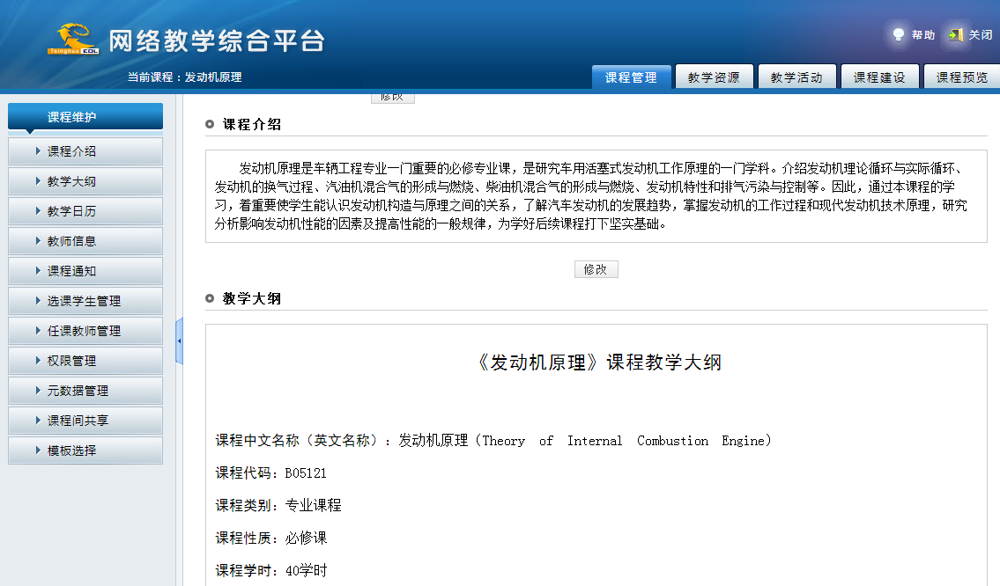 Tsinghua EOL
网络教学综合平台
帮助
关闭
当前课程：发动机原理
课程管理
教学资源
教学活动
课程建设
课程预览
课程维护
课程介绍
教学大纲
教学日历
教师信息
课程通知
选课学生管理
任课教师管理
权限管理
元数据管理
课程间共享
模板选择
修改
课程介绍
发动机原理是车辆工程专业一门重要的必修专业课，是研究车用活塞式发动机工作原理的一门学科。介绍发动机理论循环与实际循环、
发动机的换气过程、汽油机混合气的形成与燃烧、柴油机混合气的形成与燃烧、发动机特性和排气污染与控制等。因此，通过本课程的学
习，着重要使学生能认识发动机构造与原理之间的关系，了解汽车发动机的发展趋势，掌握发动机的工作过程和现代发动机技术原理，研究
分析影响发动机性能的因素及提高性能的一般规律，为学好后续课程打下坚实基础。
修改
教学大纲
《发动机原理》课程教学大纲
课程中文名称（英文名称）：发动机原理（Theory of Internal Combustion Engine）
课程代码：B05121
课程类别：专业课程
课程性质：必修课
课程学时：40学时